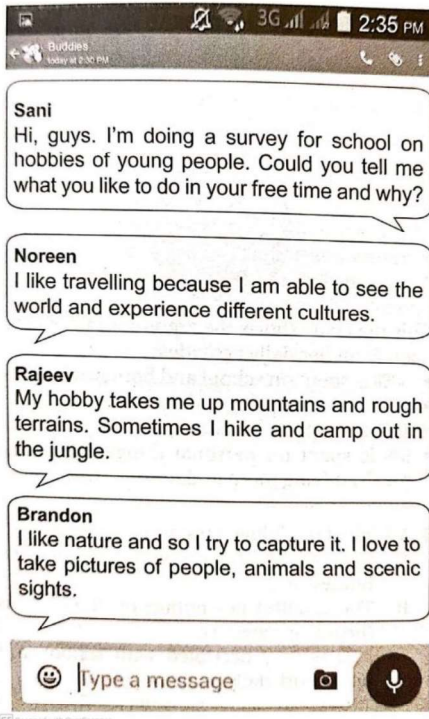 3G 2:35 PM
Buddies
today at 2:30 PM
Sani
Hi, guys. I'm doing a survey for school on
hobbies of young people. Could you tell me
what you like to do in your free time and why?
Noreen
I like travelling because I am able to see the
world and experience different cultures.
Rajeev
My hobby takes me up mountains and rough
terrains. Sometimes I hike and camp out in
the jungle.
Brandon
I like nature and so I try to capture it. I love to
take pictures of people, animals and scenic
sights.
Type a message